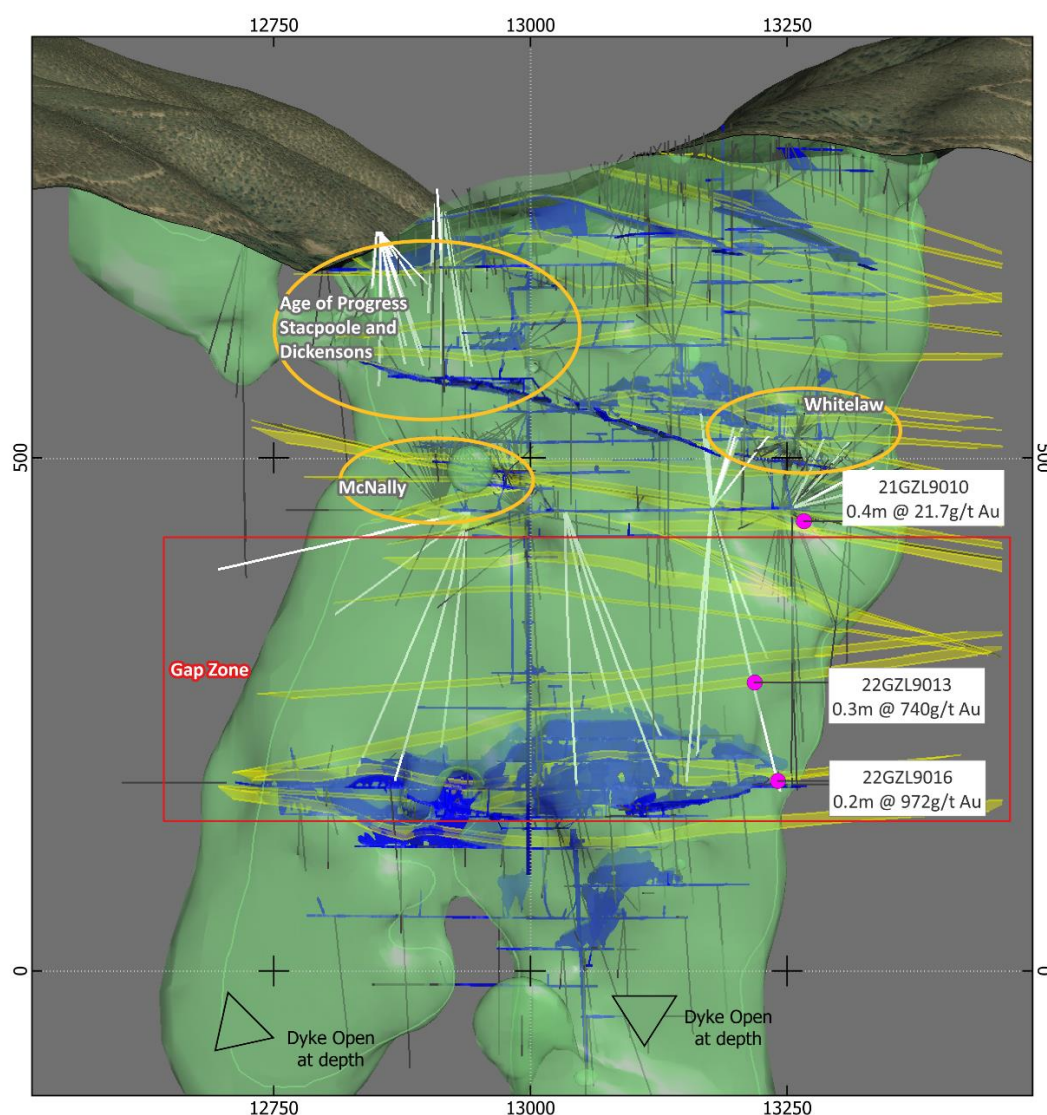 12750
13000
13250
Age of Progress
Stacpoole and
Dickensons
Whitelaw
500
500
McNally
21GZL9010
0.4m @ 21.7g/t Au
Gap Zone
22GZL9013
0.3m @ 740g/t Au
22GZL9016
0.2m @ 972g/t Au
0
0
Dyke Open
at depth
Dyke Open
at depth
12750
13000
13250